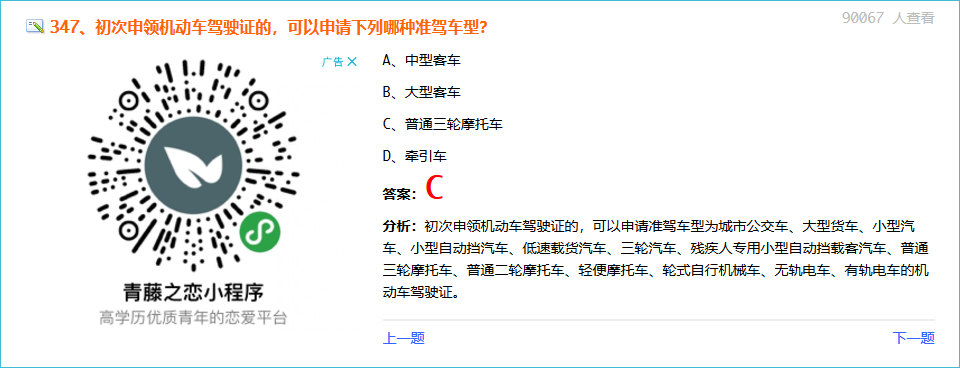 347、初次申领机动车驾驶证的，可以申请下列哪种准驾车型?
90067 人查看
广告
青藤之恋小程序
高学历优质青年的恋爱平台
A、中型客车
B、大型客车
C、普通三轮摩托车
D、牵引车
答案： C
分析：初次申领机动车驾驶证的，可以申请准驾车型为城市公交车、大型货车、小型汽
车、小型自动挡汽车、低速载货汽车、三轮汽车、残疾人专用小型自动挡载客汽车、普通
三轮摩托车、普通二轮摩托车、轻便摩托车、轮式自行机械车、无轨电车、有轨电车的机
动车驾驶证。
上一题
下一题